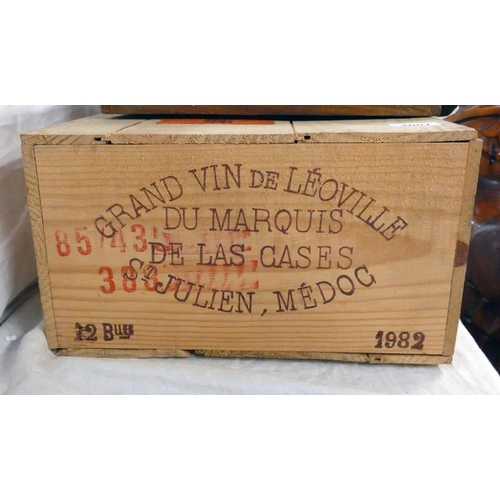 GRAND VIN DE LÉOVILLE
DU MARQUIS
DE LAS CASES
ST JULIEN, MÉDOC
12 Blles
1982